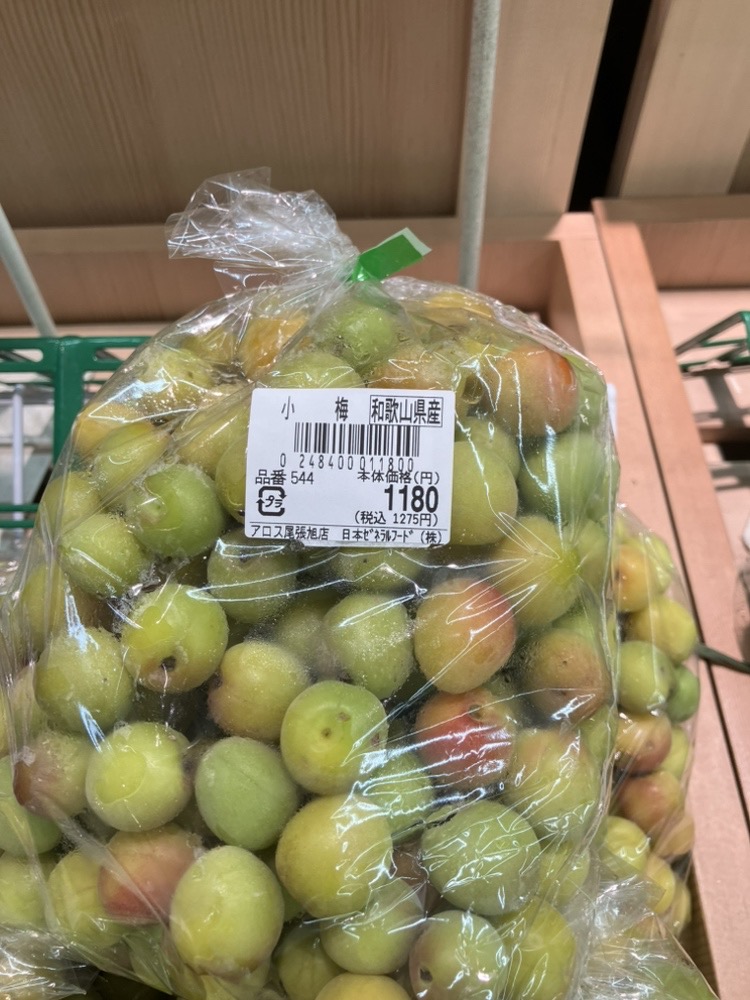 小 梅 和歌山県産
0 248400 011800
品番 544 本体価格(円)
プラ 1180
(税込 1275円)
アロス尾張旭店 日本ｾﾞﾈﾗﾙﾌｰﾄﾞ(株)